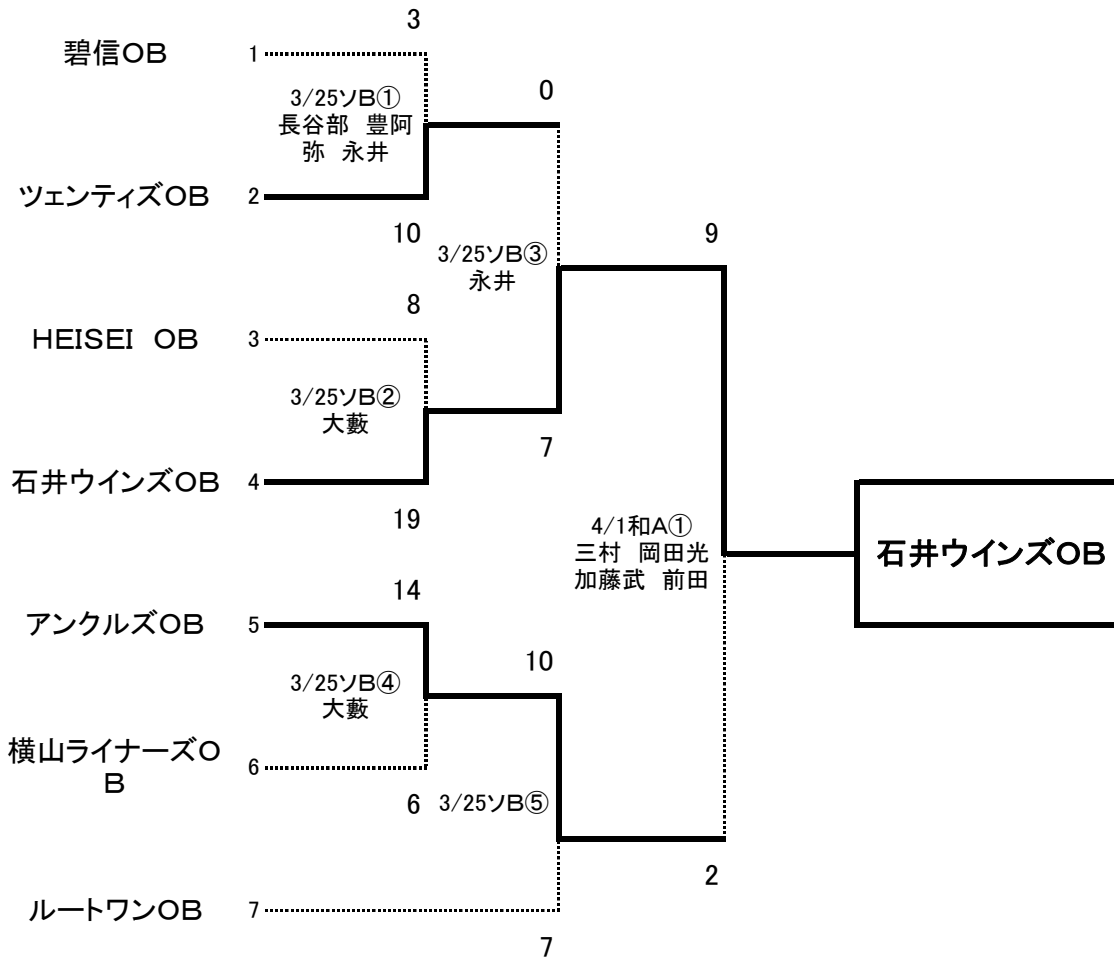 3
碧信OB
1
3/25ソB①
長谷部 豊阿
弥 永井
0
ツェンティズOB
2
10
9
3/25ソB③
永井
8
HEISEI OB
3
3/25ソB②
大藪
7
石井ウインズOB
4
19
4/1和A①
三村 岡田光
加藤武 前田
石井ウインズOB
14
アンクルズOB
5
10
3/25ソB④
大藪
横山ライナーズO
B
6
6
3/25ソB⑤
2
ルートワンOB
7
7